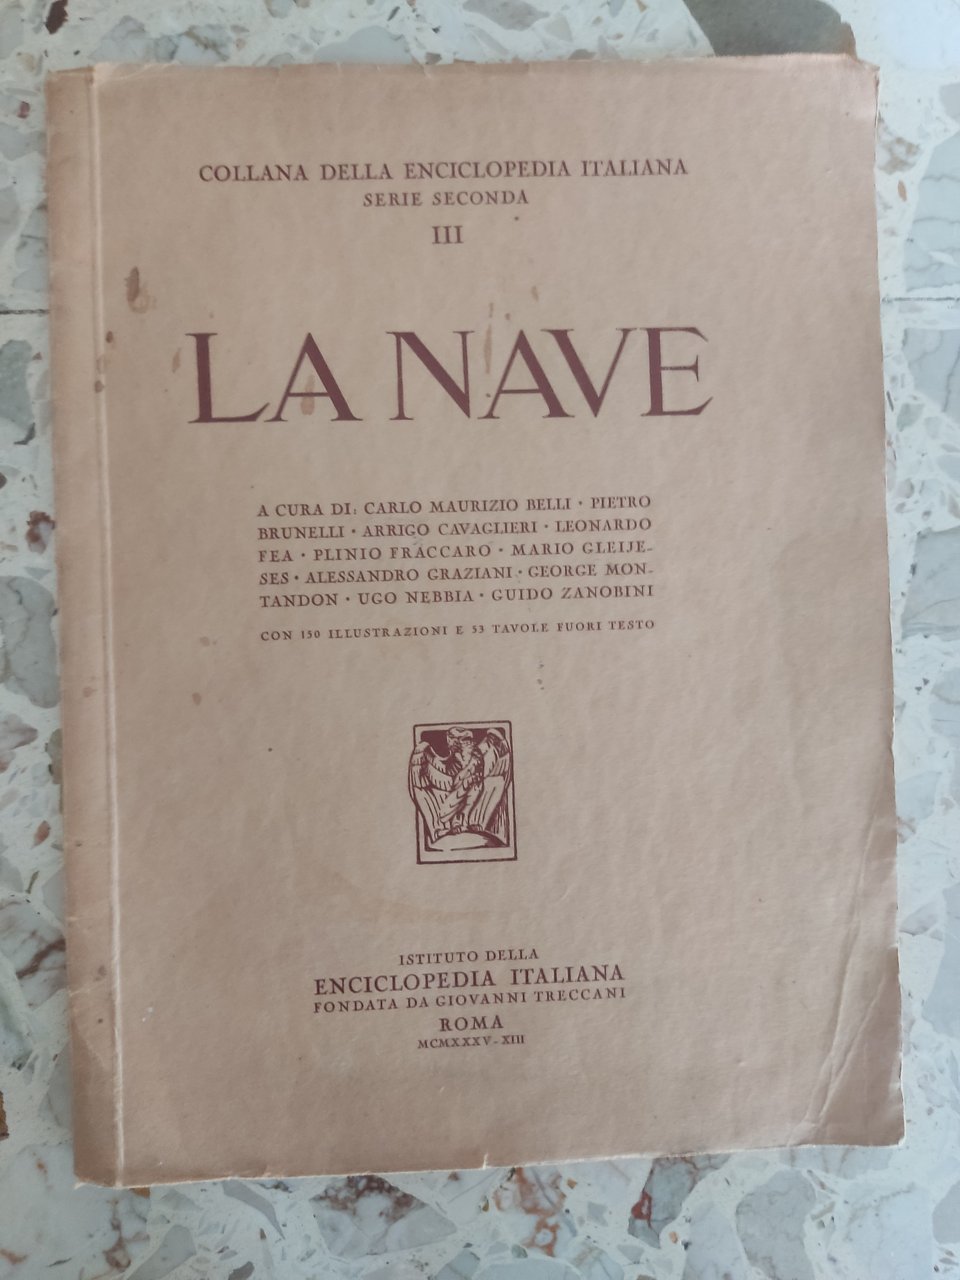 COLLANA DELLA ENCICLOPEDIA ITALIANA
SERIE SECONDA
III
LA NAVE
A CURA DI: CARLO MAURIZIO BELLI · PIETRO
BRUNELLI · ARRIGO CAVAGLIERI · LEONARDO
FEA · PLINIO FRACCARO · MARIO GLEIJE-
SES · ALESSANDRO GRAZIANI · GEORGE MON-
TANDON · UGO NEBBIA · GUIDO ZANOBINI
CON 150 ILLUSTRAZIONI E 53 TAVOLE FUORI TESTO
ISTITUTO DELLA
ENCICLOPEDIA ITALIANA
FONDATA DA GIOVANNI TRECCANI
ROMA
MCMXXXV-XIII